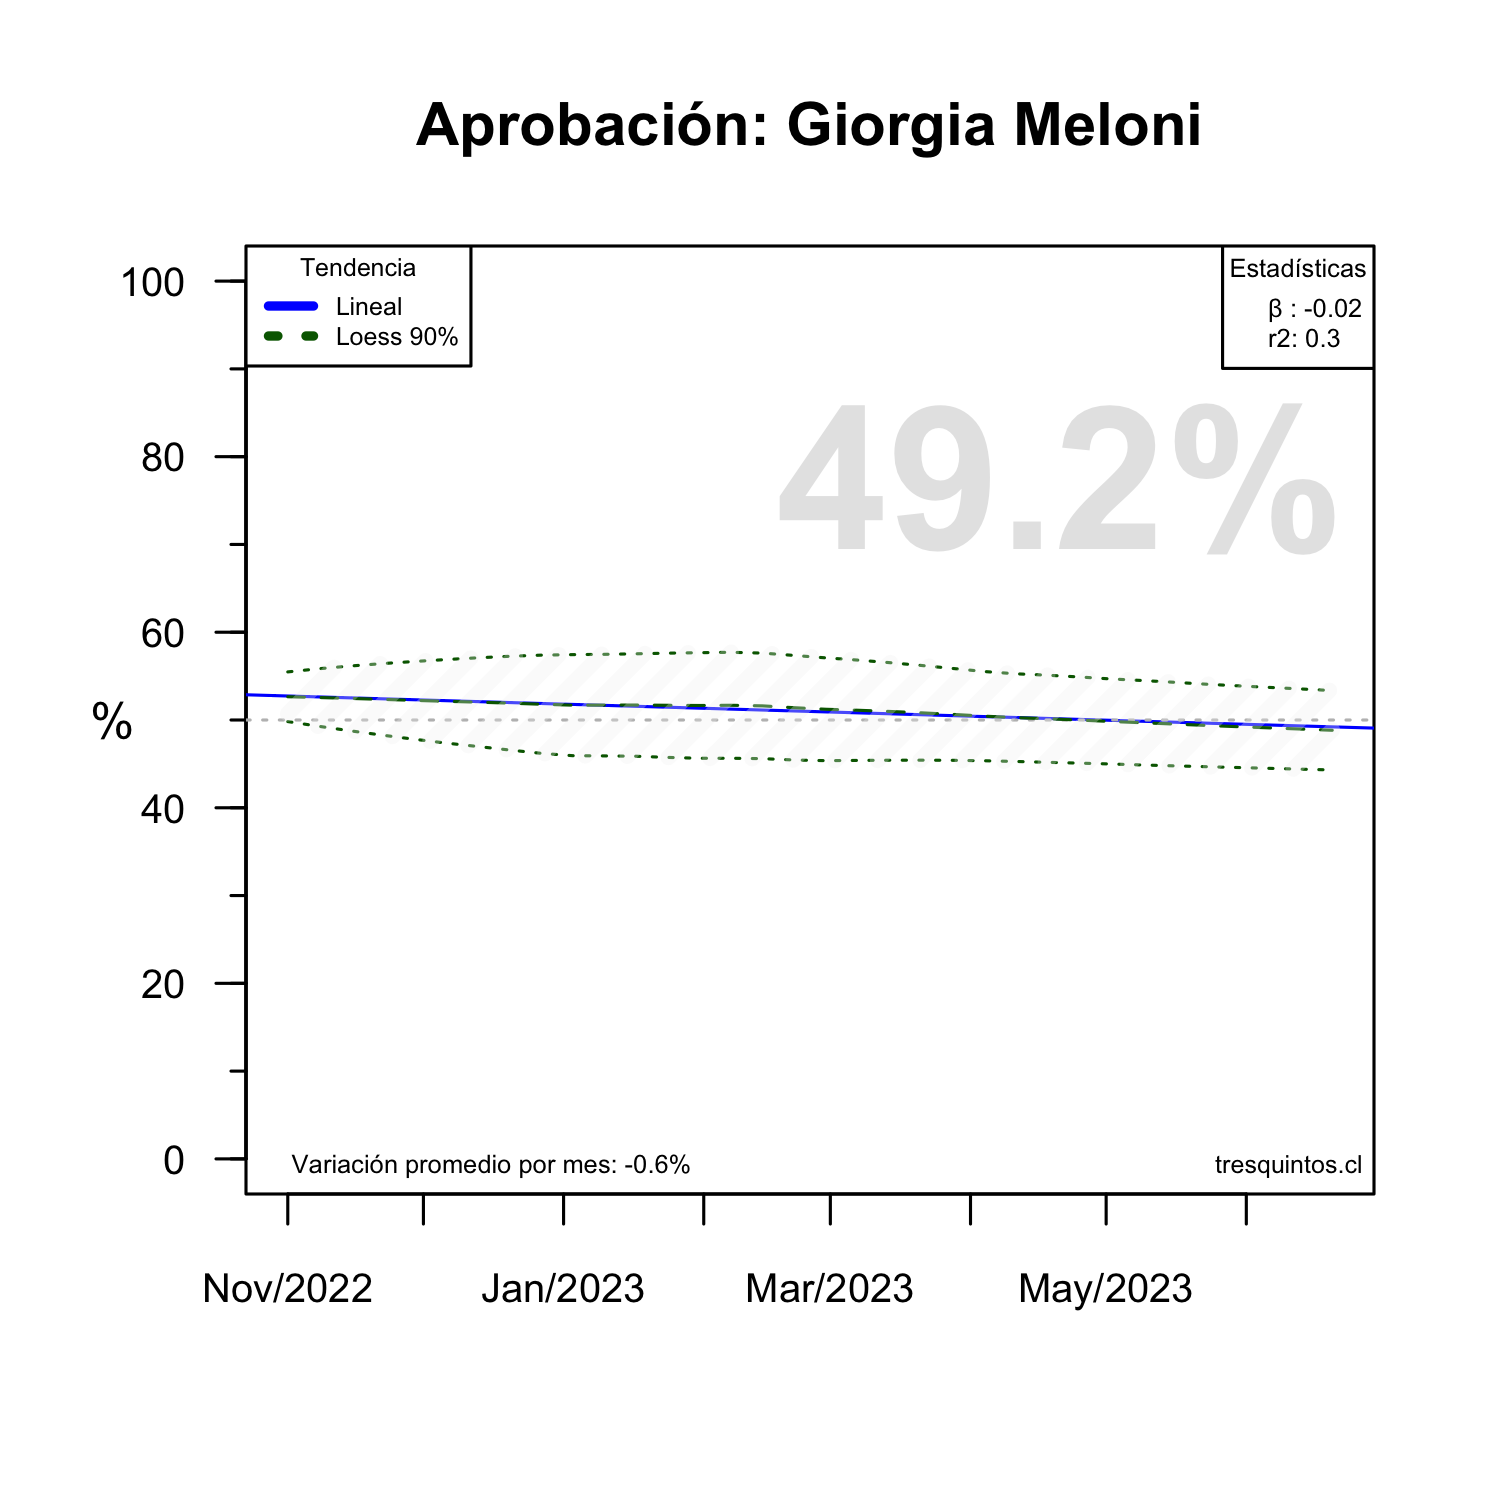 Aprobación: Giorgia Meloni
Tendencia
Lineal
Loess 90%
Estadísticas
β : -0.02
r2: 0.3
49.2%
100
80
60
40
20
0
%
Variación promedio por mes: -0.6%
tresquintos.cl
Nov/2022
Jan/2023
Mar/2023
May/2023